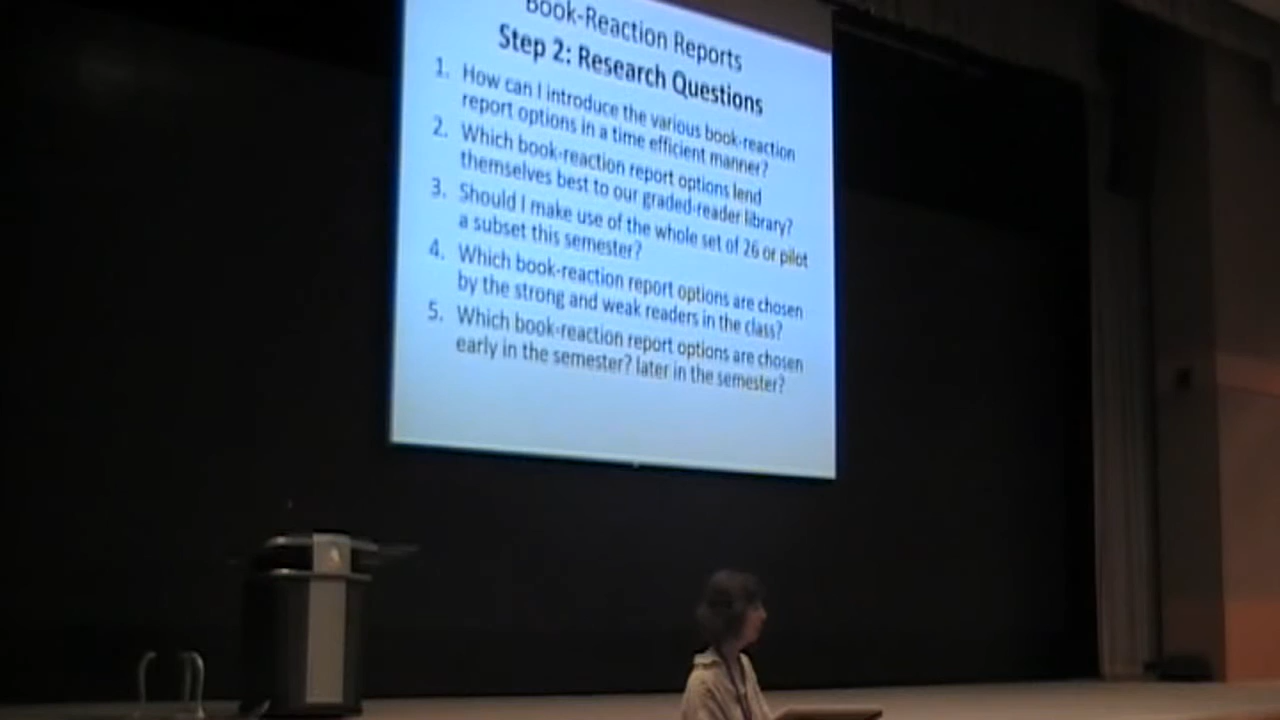 Book-Reaction Reports
Step 2: Research Questions
1. How can I introduce the various book-reaction
report options in a time efficient manner?
2. Which book-reaction report options lend
themselves best to our graded-reader library?
3. Should I make use of the whole set of 26 or pilot
a subset this semester?
4. Which book-reaction report options are chosen
by the strong and weak readers in the class?
5. Which book-reaction report options are chosen
early in the semester? later in the semester?